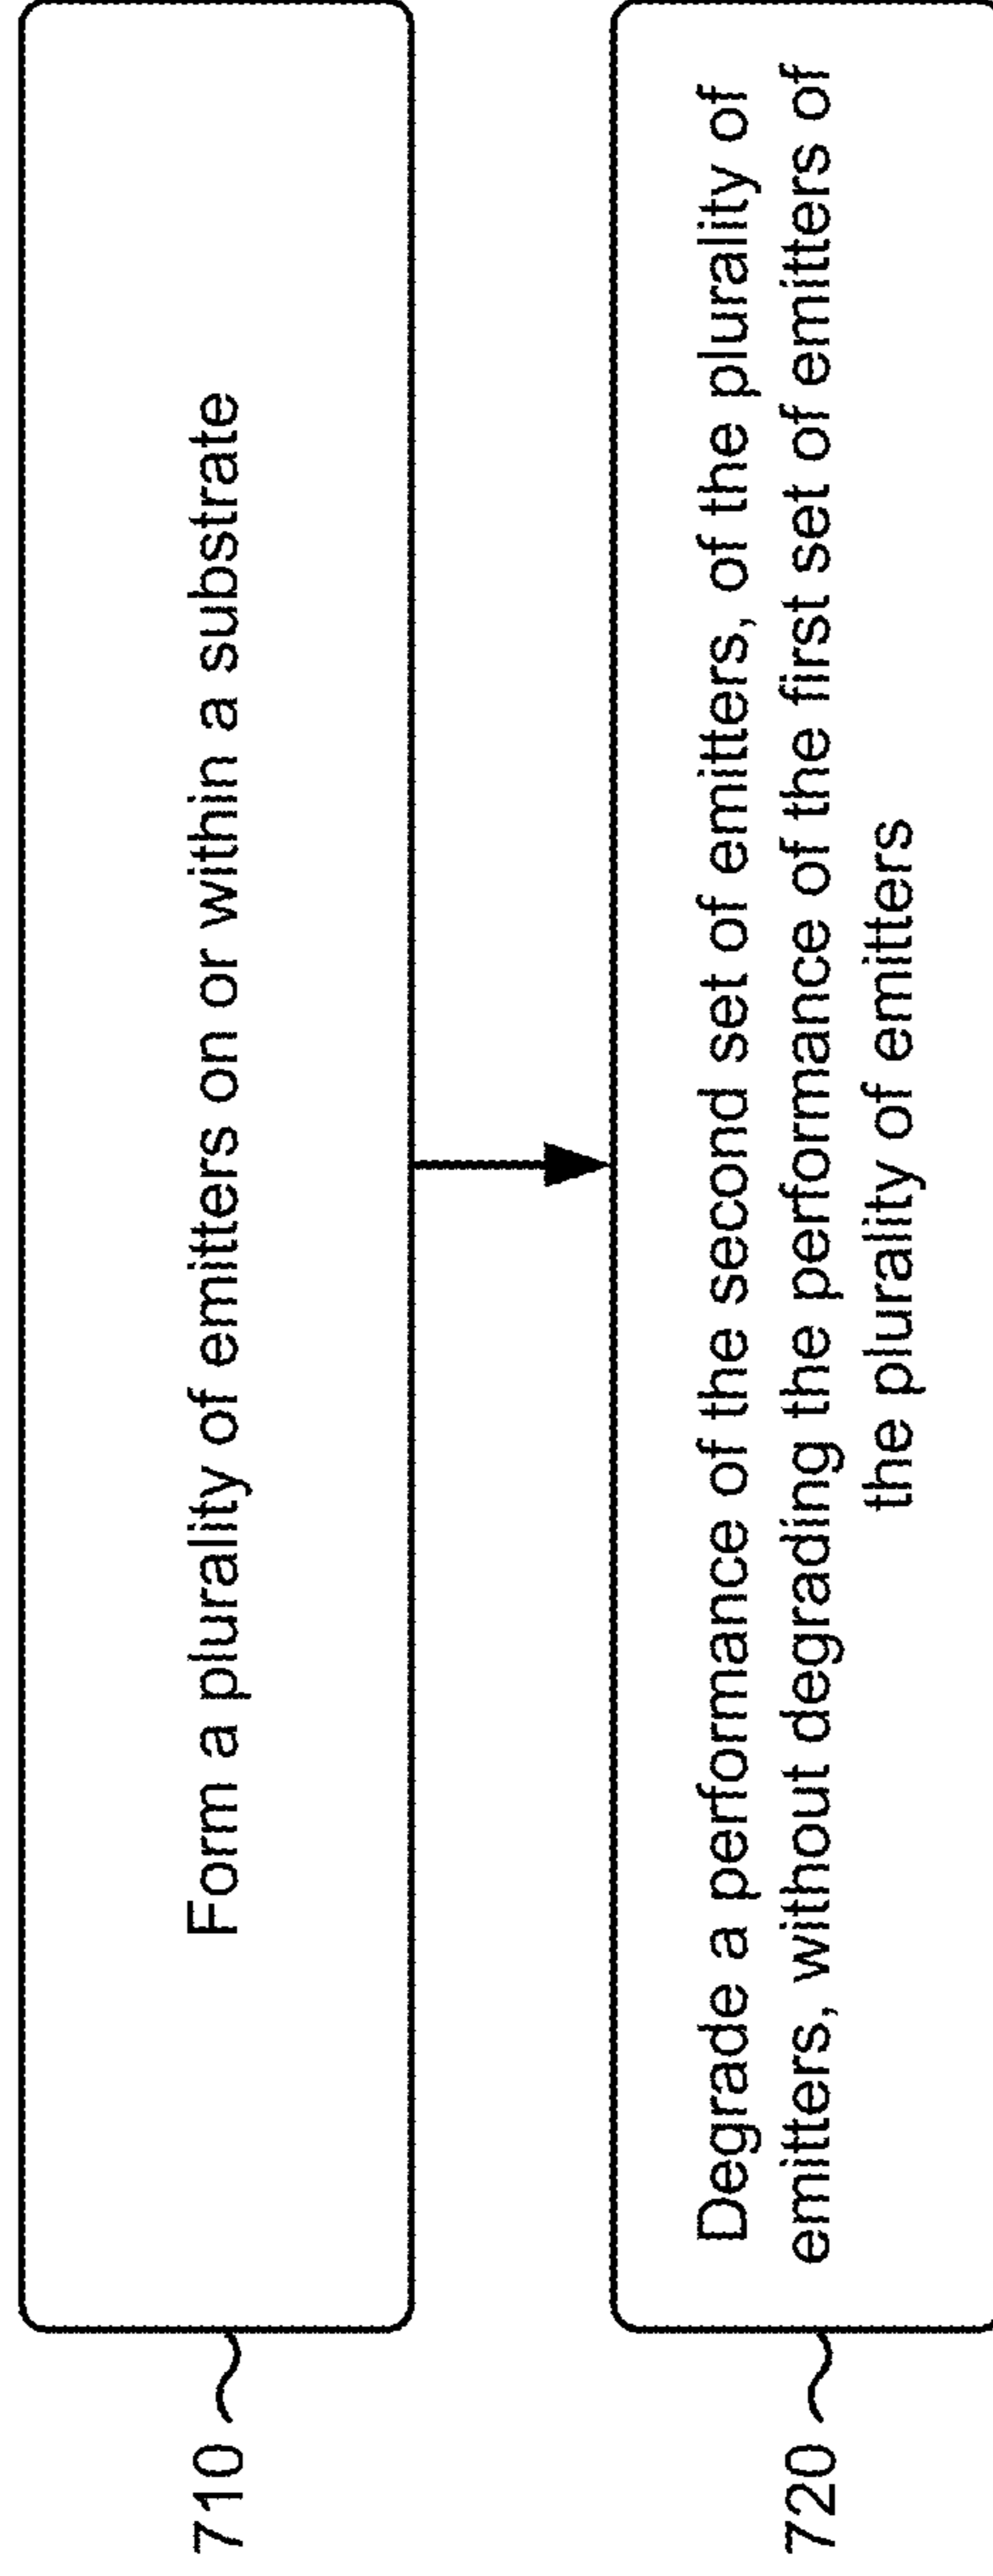 710
Form a plurality of emitters on or within a substrate
720
Degrade a performance of the second set of emitters, of the plurality of
emitters, without degrading the performance of the first set of emitters of
the plurality of emitters